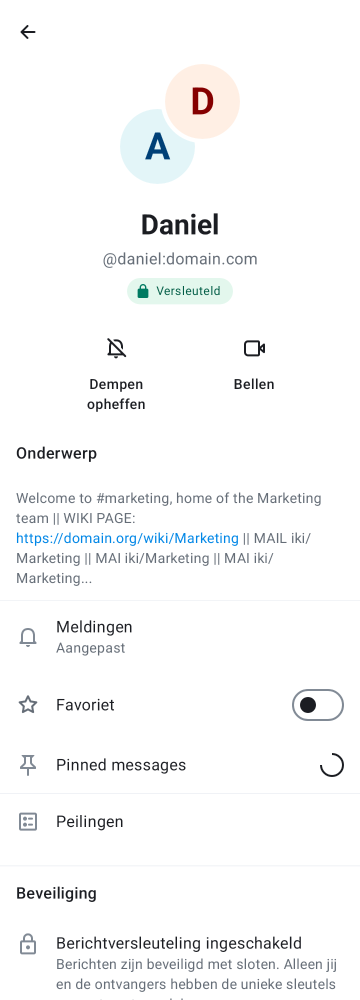 D
A
Daniel
@daniel:domain.com
Versleuteld
Dempen
opheffen
Bellen
Onderwerp
Welcome to #marketing, home of the Marketing
team || WIKI PAGE:
https://domain.org/wiki/Marketing || MAIL iki/
Marketing || MAI iki/Marketing || MAI iki/
Marketing...
Meldingen
Aangepast
Favoriet
Pinned messages
Peilingen
Beveiliging
Berichtversleuteling ingeschakeld
Berichten zijn beveiligd met sloten. Alleen jij
en de ontvangers hebben de unieke sleutels